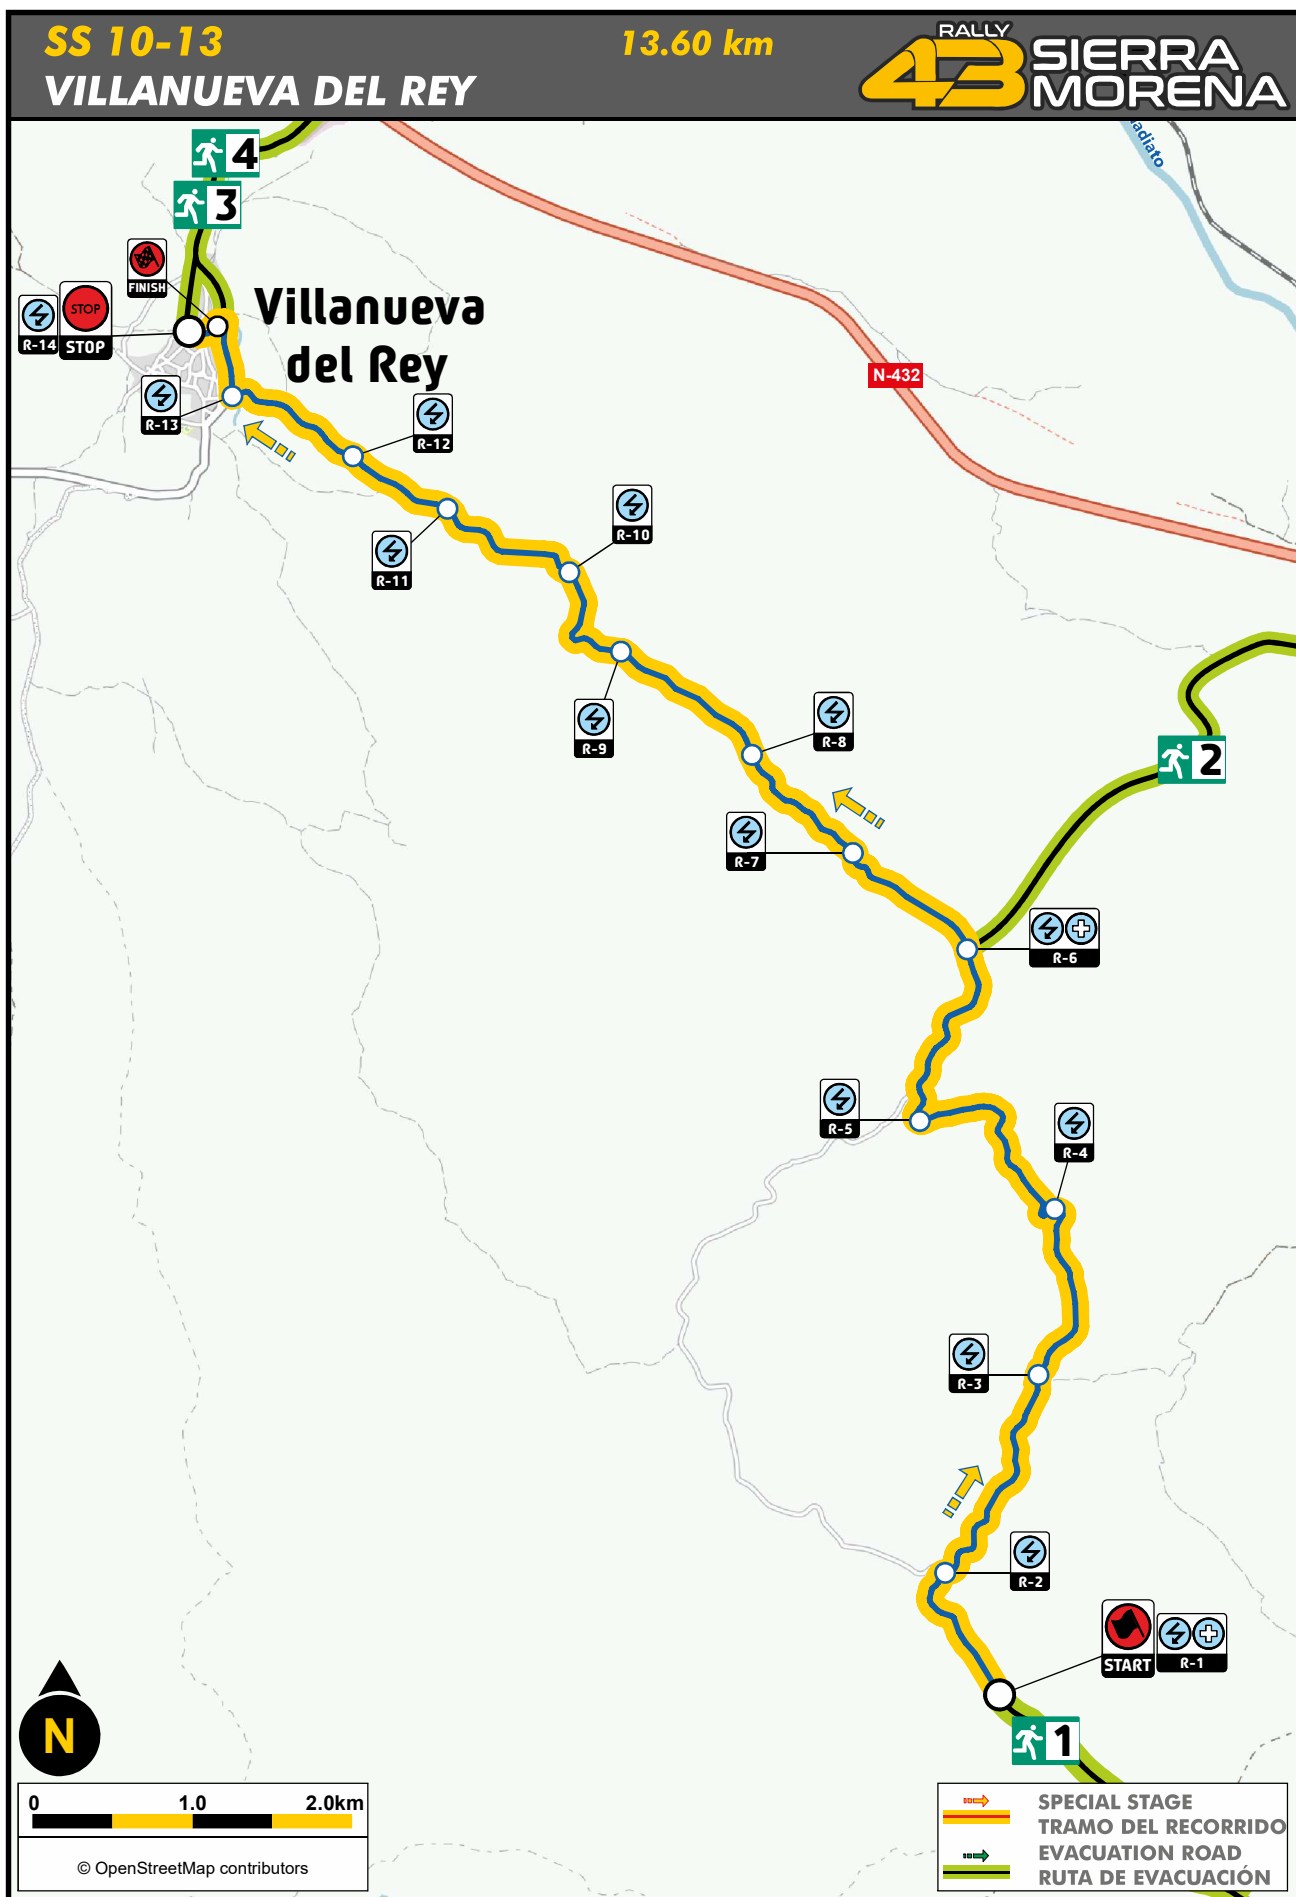 SS 10-13
13.60 km
VILLANUEVA DEL REY
RALLY
43 SIERRA
MORENA
adiato
4
3
FINISH
STOP
R-14
STOP
Villanueva
del Rey
N-432
R-13
R-12
R-10
R-11
R-9
R-8
2
R-7
R-6
R-5
R-4
R-3
R-2
START
R-1
1
N
0
1.0
2.0km
© OpenStreetMap contributors
SPECIAL STAGE
TRAMO DEL RECORRIDO
EVACUATION ROAD
RUTA DE EVACUACIÓN